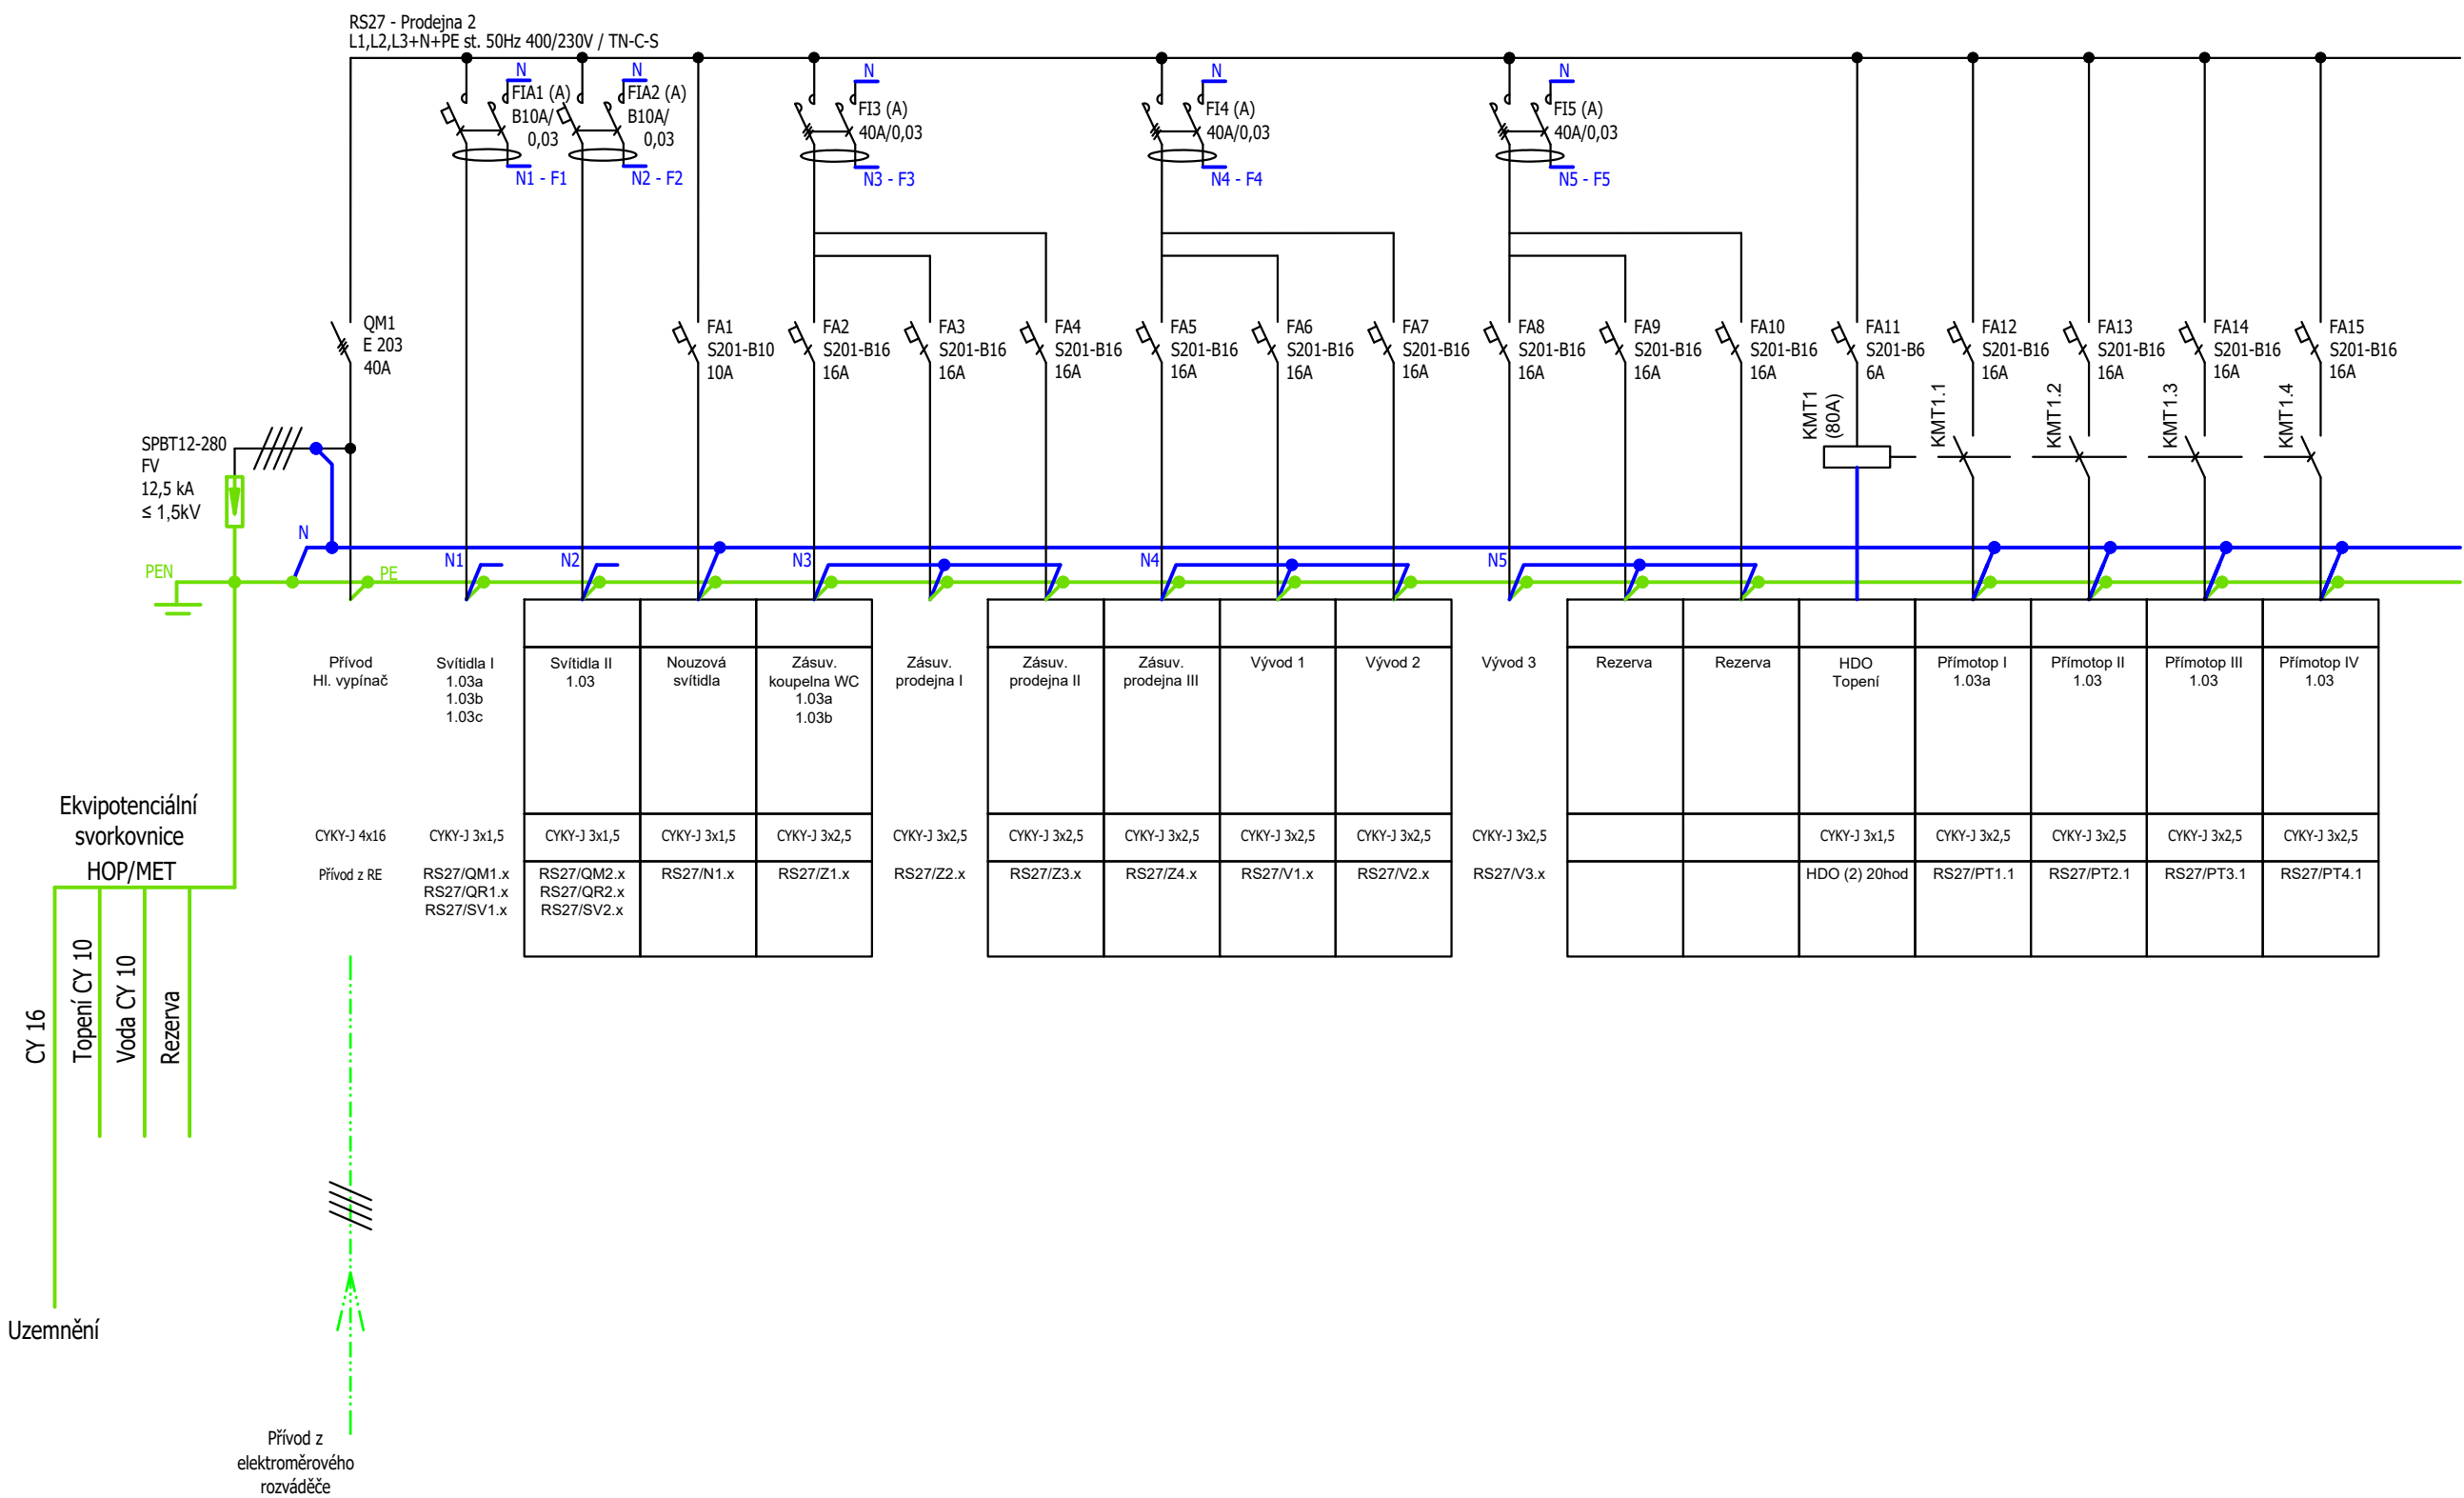 RS27 - Prodejna 2
L1,L2,L3+N+PE st. 50Hz 400/230V / TN-C-S
N
FIA1 (A)
B10A/
0,03
N1 - F1
N
FIA2 (A)
B10A/
0,03
N2 - F2
N
FI3 (A)
40A/0,03
N3 - F3
N
FI4 (A)
40A/0,03
N4 - F4
N
FI5 (A)
40A/0,03
N5 - F5
QM1
E 203
40A
FA1
S201-B10
10A
FA2
S201-B16
16A
FA3
S201-B16
16A
FA4
S201-B16
16A
FA5
S201-B16
16A
FA6
S201-B16
16A
FA7
S201-B16
16A
FA8
S201-B16
16A
FA9
S201-B16
16A
FA10
S201-B16
16A
FA11
S201-B6
6A
FA12
S201-B16
16A
FA13
S201-B16
16A
FA14
S201-B16
16A
FA15
S201-B16
16A
KMT1
(80A)
KMT1.1
KMT1.2
KMT1.3
KMT1.4
SPBT12-280
FV
12,5 kA
≤ 1,5kV
N
PEN
PE
N1
N2
N3
N4
N5
Přívod
Hl. vypínač
Svítidla I
1.03a
1.03b
1.03c
Svítidla II
1.03
Nouzová
svítidla
Zásuv.
koupelna WC
1.03a
1.03b
Zásuv.
prodejna I
Zásuv.
prodejna II
Zásuv.
prodejna III
Vývod 1
Vývod 2
Vývod 3
Rezerva
Rezerva
HDO
Topení
Přímotop I
1.03a
Přímotop II
1.03
Přímotop III
1.03
Přímotop IV
1.03
CYKY-J 4x16
CYKY-J 3x1,5
CYKY-J 3x1,5
CYKY-J 3x1,5
CYKY-J 3x2,5
CYKY-J 3x2,5
CYKY-J 3x2,5
CYKY-J 3x2,5
CYKY-J 3x2,5
CYKY-J 3x2,5
CYKY-J 3x2,5
CYKY-J 3x1,5
CYKY-J 3x2,5
CYKY-J 3x2,5
CYKY-J 3x2,5
CYKY-J 3x2,5
Přívod z RE
RS27/QM1.x
RS27/QR1.x
RS27/SV1.x
RS27/QM2.x
RS27/QR2.x
RS27/SV2.x
RS27/N1.x
RS27/Z1.x
RS27/Z2.x
RS27/Z3.x
RS27/Z4.x
RS27/V1.x
RS27/V2.x
RS27/V3.x
HDO (2) 20hod
RS27/PT1.1
RS27/PT2.1
RS27/PT3.1
RS27/PT4.1
Ekvipotenciální
svorkovnice
HOP/MET
CY 16
Topení CY 10
Voda CY 10
Rezerva
Uzemnění
Přívod z
elektroměrového
rozváděče